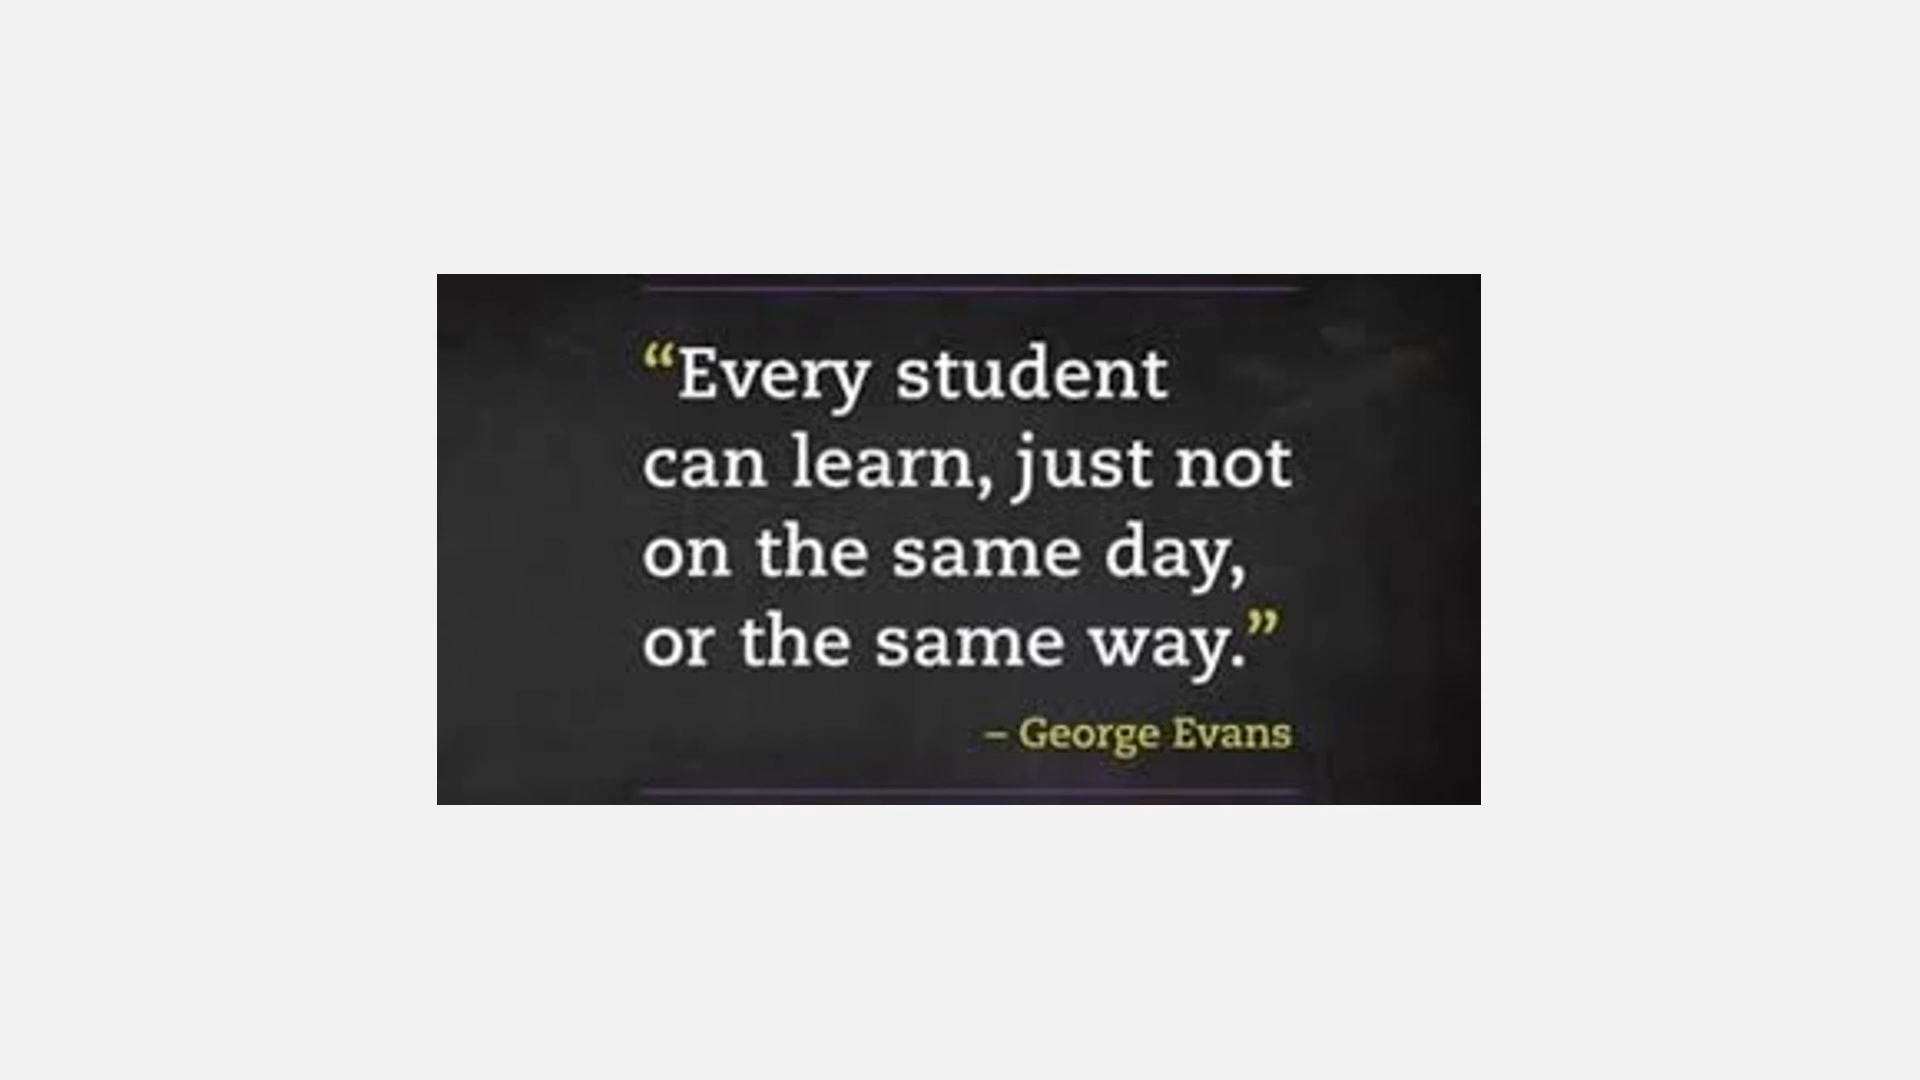 “Every student
can learn, just not
on the same day,
or the same way.”
– George Evans